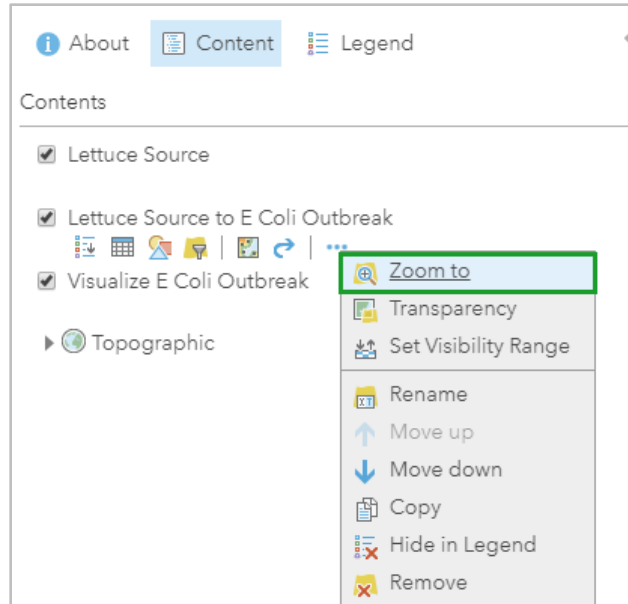 About Content Legend
Contents
Lettuce Source
Lettuce Source to E Coli Outbreak
Visualize E Coli Outbreak
Topographic
Zoom to
Transparency
Set Visibility Range
Rename
Move up
Move down
Copy
Hide in Legend
Remove